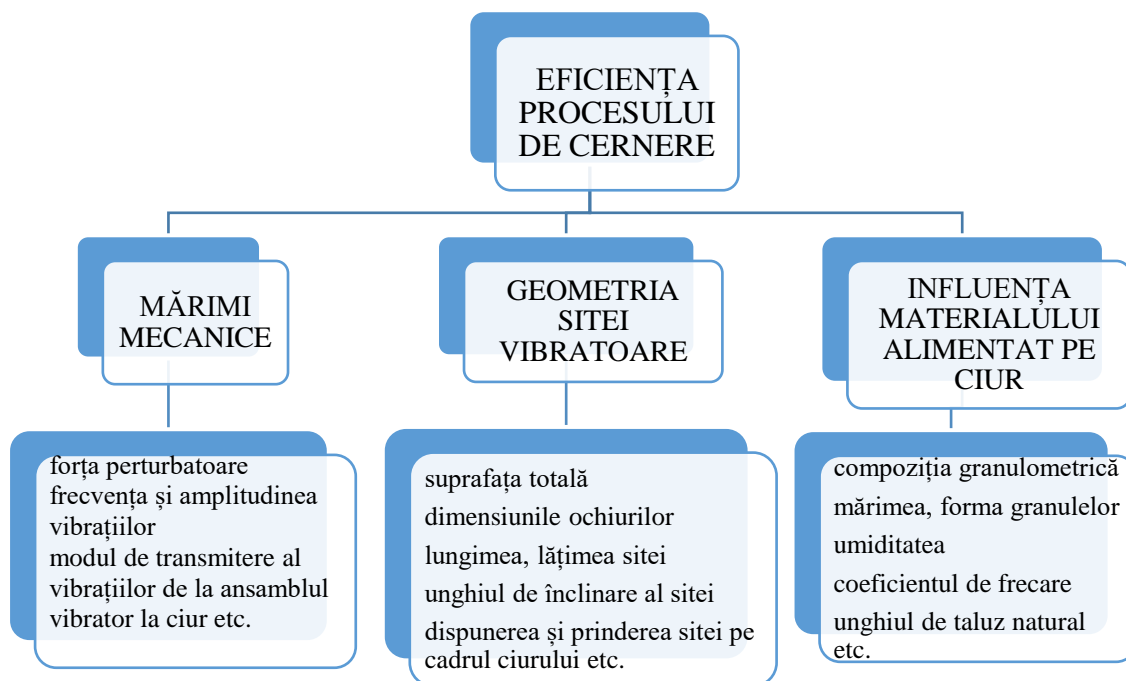 EFICIENȚA
PROCESULUI
DE CERNERE
MĂRIMI
MECANICE
GEOMETRIA
SITEI
VIBRATOARE
INFLUENȚA
MATERIALULUI
ALIMENTAT PE
CIUR
forța perturbatoare
frecvența și amplitudinea
vibrațiilor
modul de transmitere al
vibrațiilor de la ansamblul
vibrator la ciur etc.
suprafața totală
dimensiunile ochiurilor
lungimea, lățimea sitei
unghiul de înclinare al sitei
dispunerea și prinderea sitei pe
cadrul ciurului etc.
compoziția granulometrică
mărimea, forma granulelor
umiditatea
coeficientul de frecare
unghiul de taluz natural
etc.